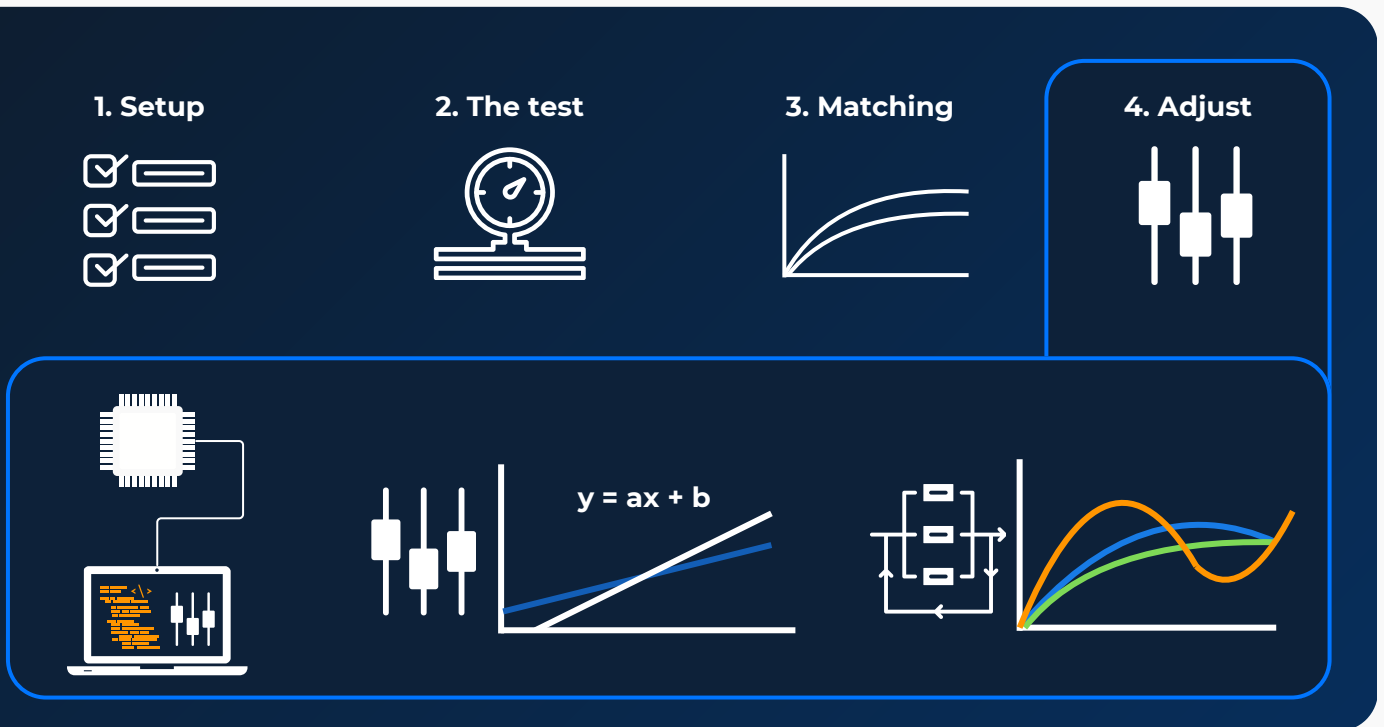 1. Setup
2. The test
3. Matching
4. Adjust
y = ax + b
<\>